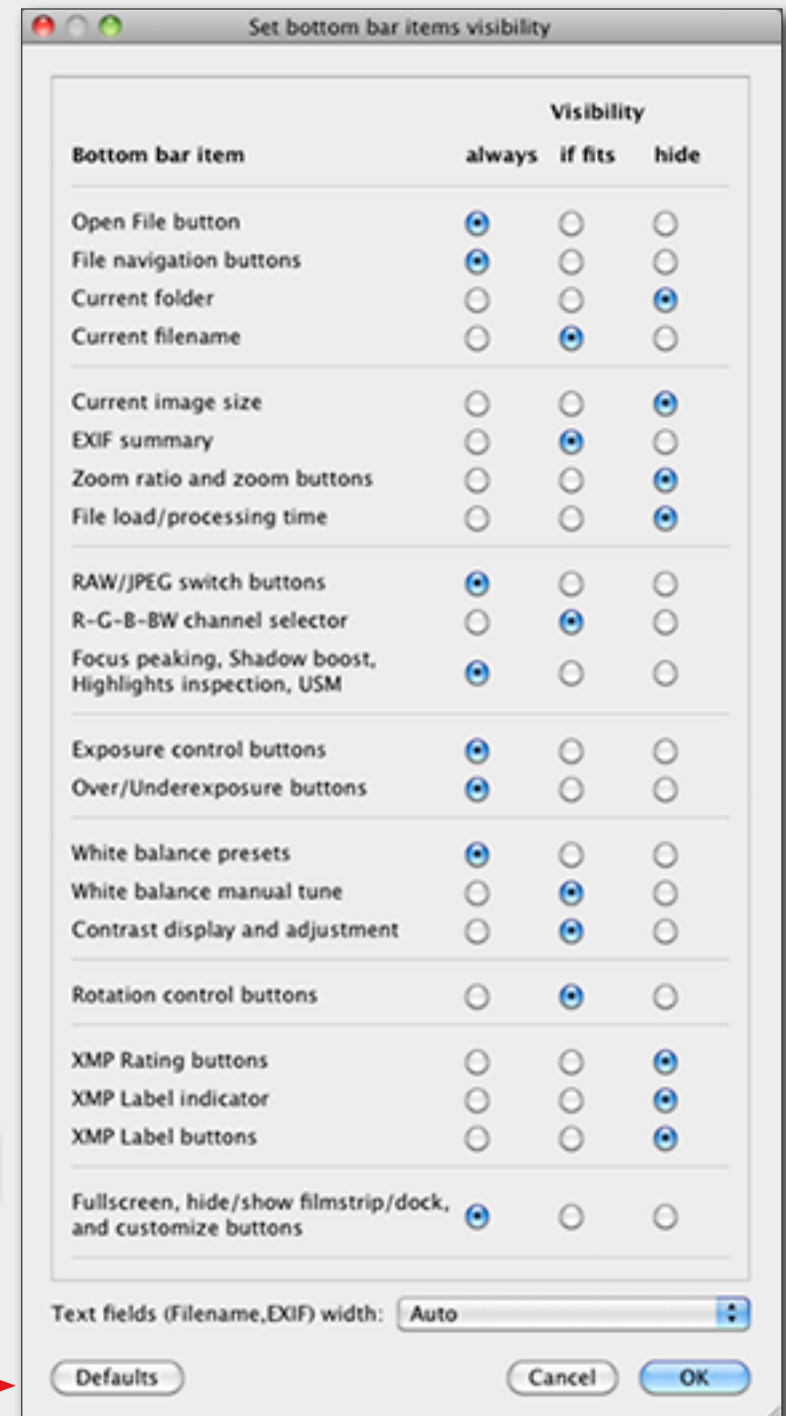 Set bottom bar items visibility
Visibility
Bottom bar item always if fits hide
Open File button
File navigation buttons
Current folder
Current filename
Current image size
EXIF summary
Zoom ratio and zoom buttons
File load/processing time
RAW/JPEG switch buttons
R-G-B-BW channel selector
Focus peaking, Shadow boost,
Highlights inspection, USM
Exposure control buttons
Over/Underexposure buttons
White balance presets
White balance manual tune
Contrast display and adjustment
Rotation control buttons
XMP Rating buttons
XMP Label indicator
XMP Label buttons
Fullscreen, hide/show filmstrip/dock,
and customize buttons
Text fields (Filename,EXIF) width: Auto
Defaults Cancel OK